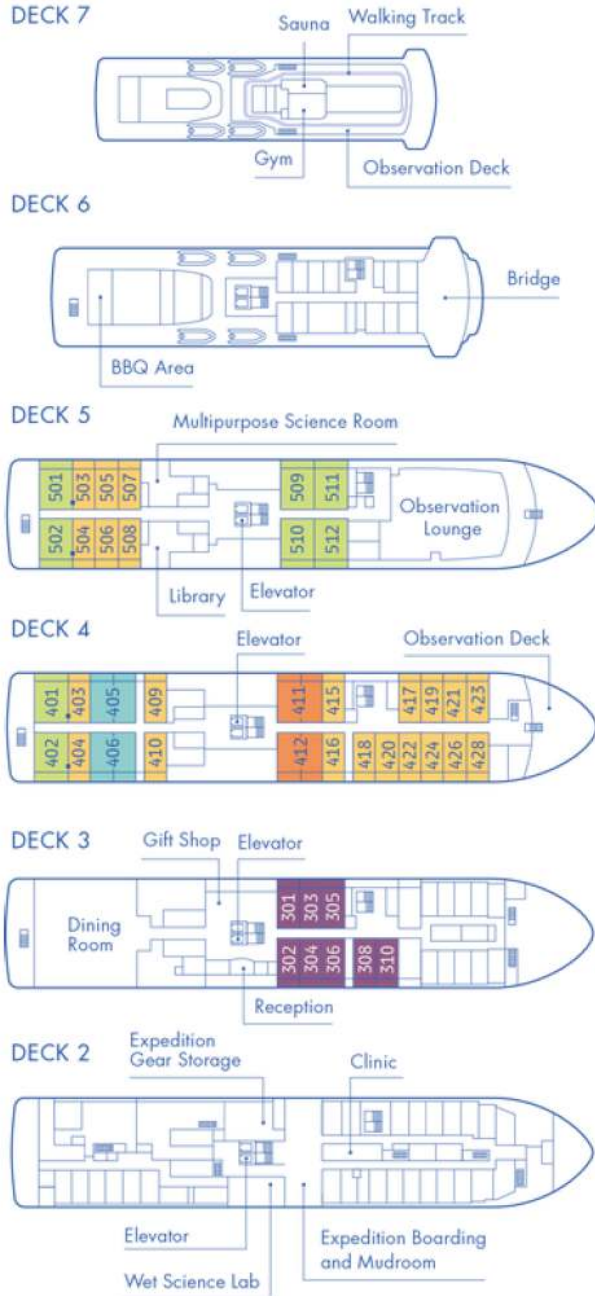 DECK 7
Sauna
Walking Track
Gym
Observation Deck
DECK 6
Bridge
BBQ Area
DECK 5
Multipurpose Science Room
501
503
505
507
509
511
502
504
506
508
510
512
Observation
Lounge
Library
Elevator
DECK 4
Elevator
Observation Deck
401
403
405
409
411
415
417
419
421
423
402
404
406
410
412
416
418
420
422
424
426
428
DECK 3
Gift Shop
Elevator
Dining
Room
301
303
305
302
304
306
308
310
Reception
DECK 2
Expedition
Gear Storage
Clinic
Elevator
Wet Science Lab
Expedition Boarding
and Mudroom